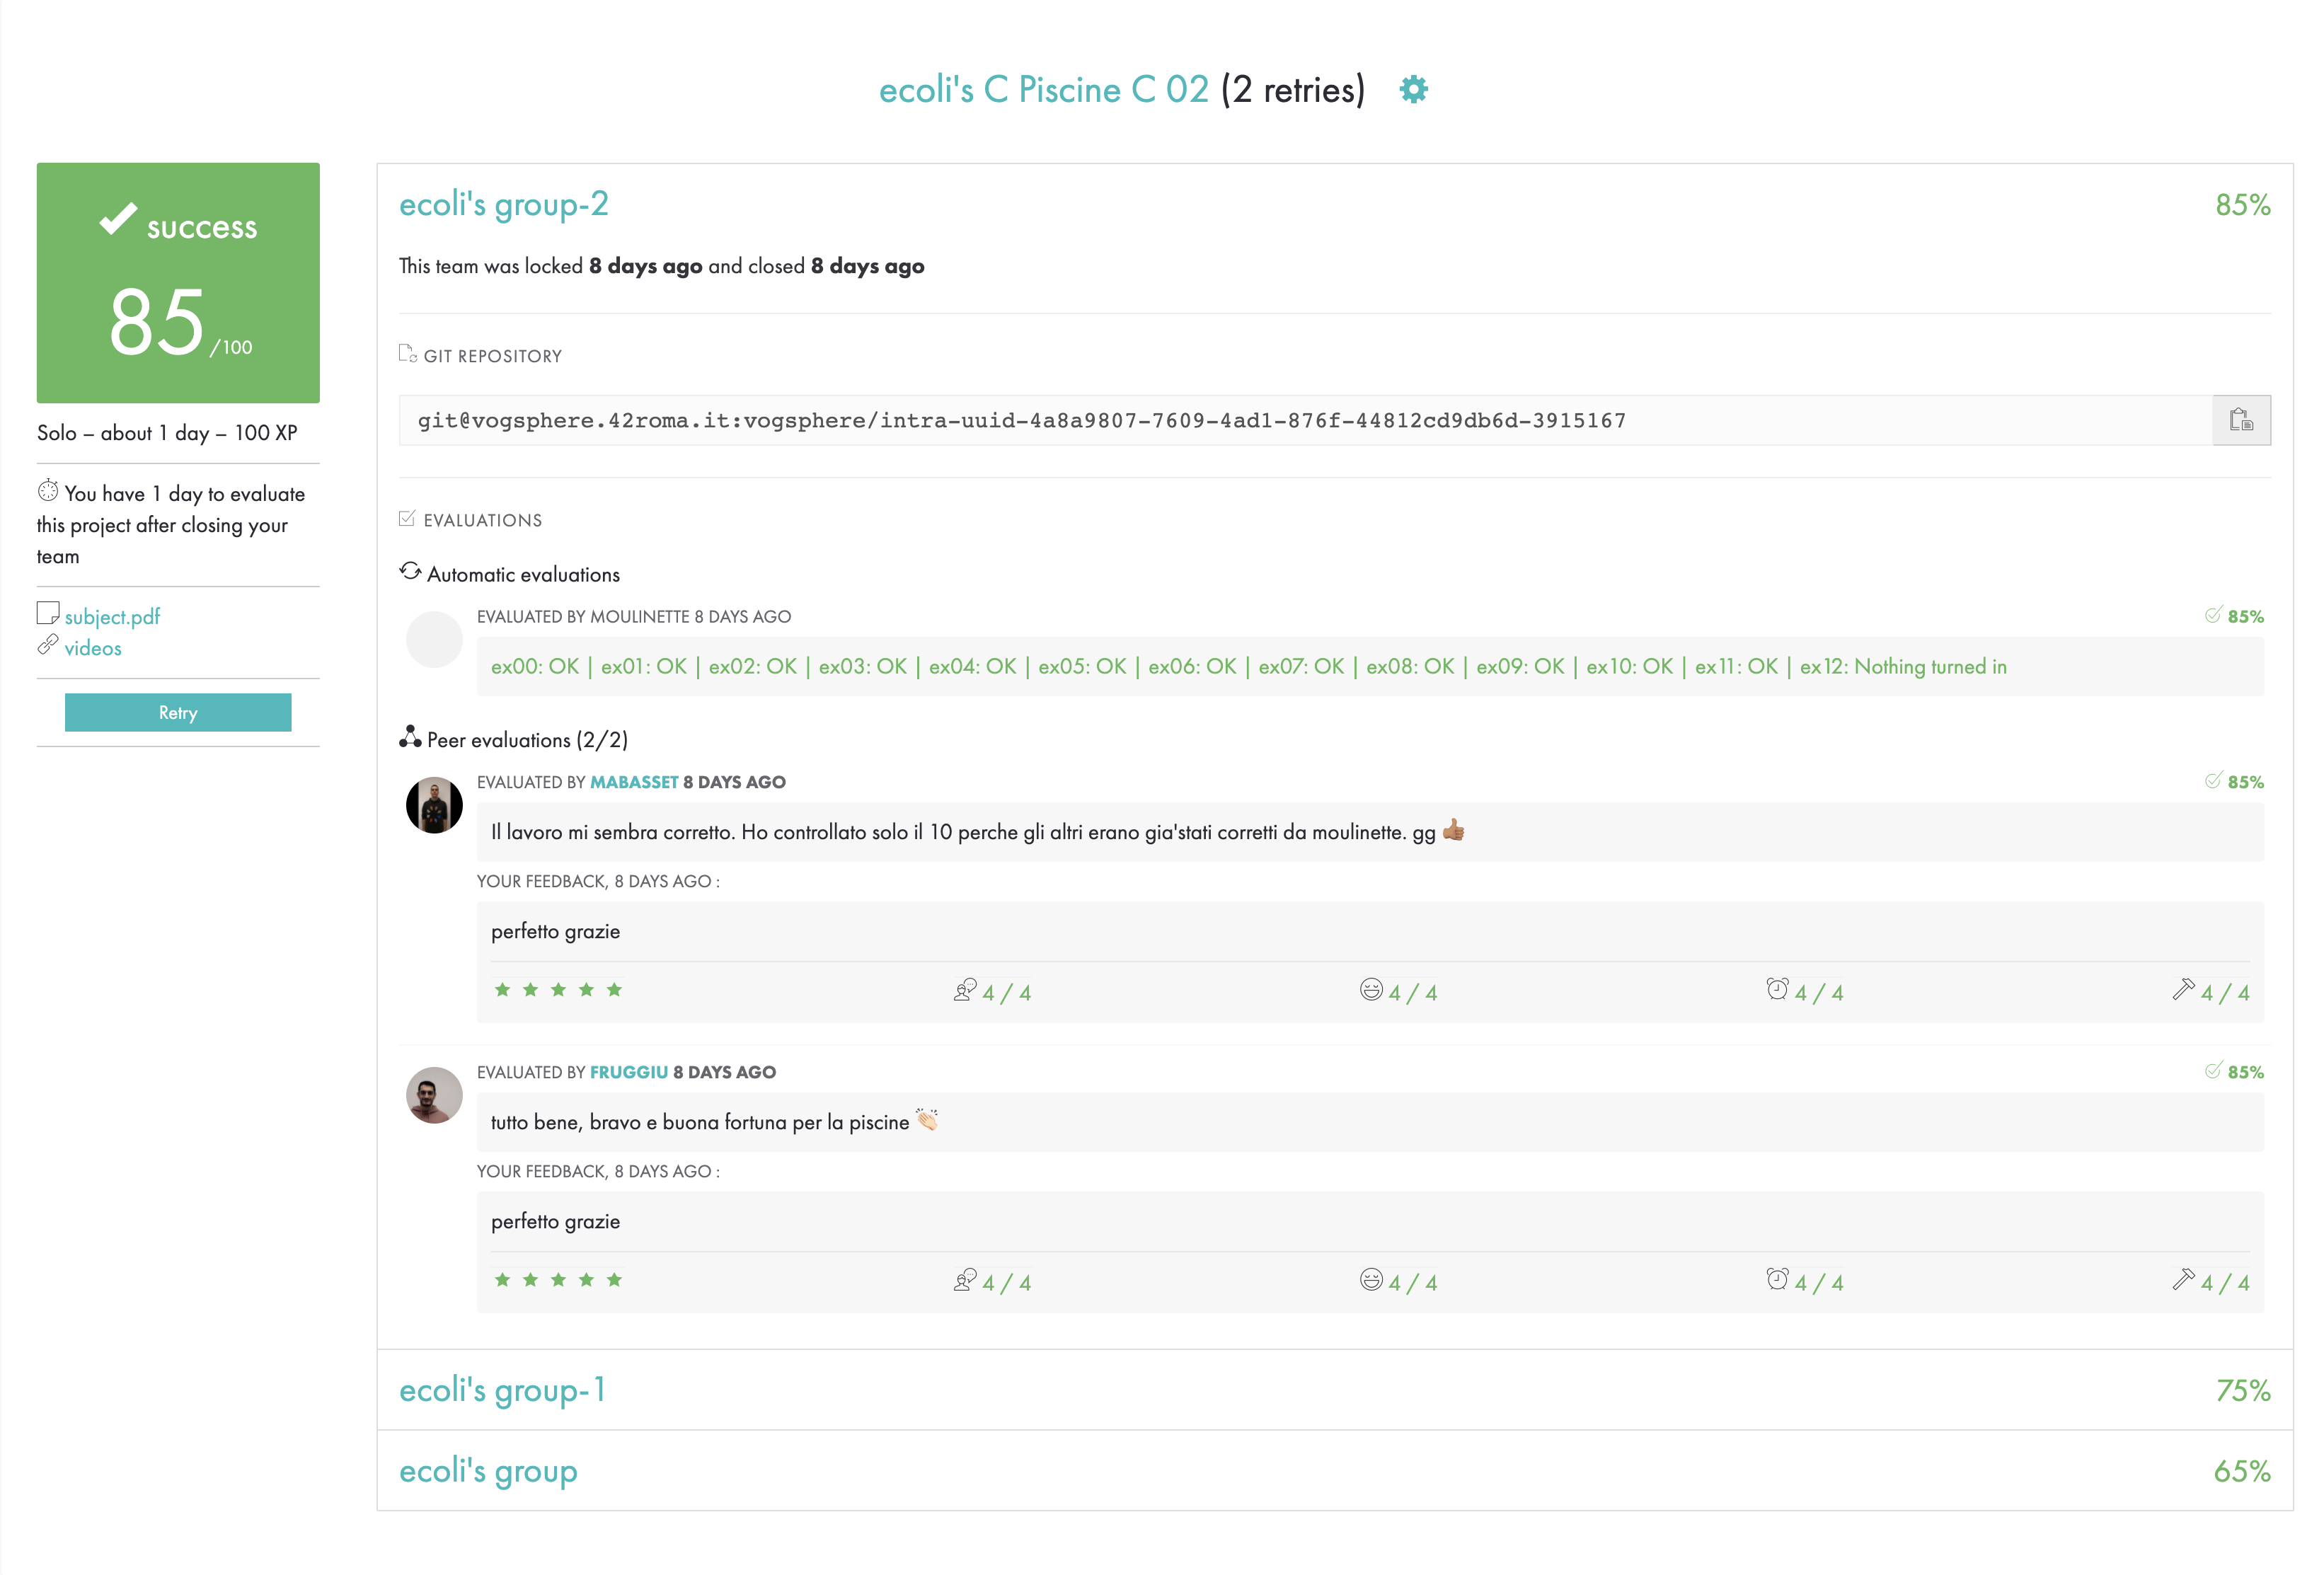 ecoli's C Piscine C 02 (2 retries)
success
85 /100
Solo – about 1 day – 100 XP
You have 1 day to evaluate
this project after closing your
team
subject.pdf
videos
Retry
ecoli's group-2 85%
This team was locked 8 days ago and closed 8 days ago
GIT REPOSITORY
git@vogsphere.42roma.it:vogsphere/intra-uuid-4a8a9807-7609-4ad1-876f-44812cd9db6d-3915167
EVALUATIONS
Automatic evaluations
EVALUATED BY MOULINETTE 8 DAYS AGO 85%
ex00: OK | ex01: OK | ex02: OK | ex03: OK | ex04: OK | ex05: OK | ex06: OK | ex07: OK | ex08: OK | ex09: OK | ex10: OK | ex11: OK | ex12: Nothing turned in
Peer evaluations (2/2)
EVALUATED BY MABASSET 8 DAYS AGO 85%
Il lavoro mi sembra corretto. Ho controllato solo il 10 perche gli altri erano gia'stati corretti da moulinette. gg 👍🏽
YOUR FEEDBACK, 8 DAYS AGO :
perfetto grazie
★ ★ ★ ★ ★ 4 / 4 4 / 4 4 / 4 4 / 4
EVALUATED BY FRUGGIU 8 DAYS AGO 85%
tutto bene, bravo e buona fortuna per la piscine 👏🏻
YOUR FEEDBACK, 8 DAYS AGO :
perfetto grazie
★ ★ ★ ★ ★ 4 / 4 4 / 4 4 / 4 4 / 4
ecoli's group-1 75%
ecoli's group 65%